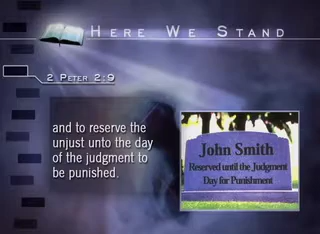 HERE WE STAND
2 PETER 2:9
and to reserve the
unjust unto the day
of the judgment to
be punished.
John Smith
Reserved until the Judgment
Day for Punishment